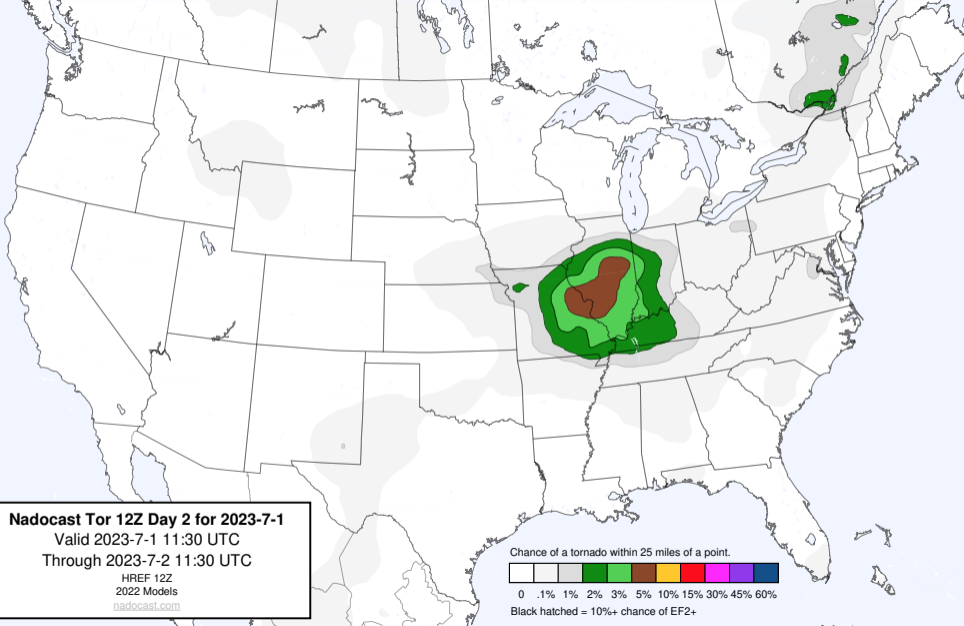 Nadocast Tor 12Z Day 2 for 2023-7-1
Valid 2023-7-1 11:30 UTC
Through 2023-7-2 11:30 UTC
HREF 12Z
2022 Models
nadocast.com
Chance of a tornado within 25 miles of a point.
0 .1% 1% 2% 3% 5% 10% 15% 30% 45% 60%
Black hatched = 10%+ chance of EF2+